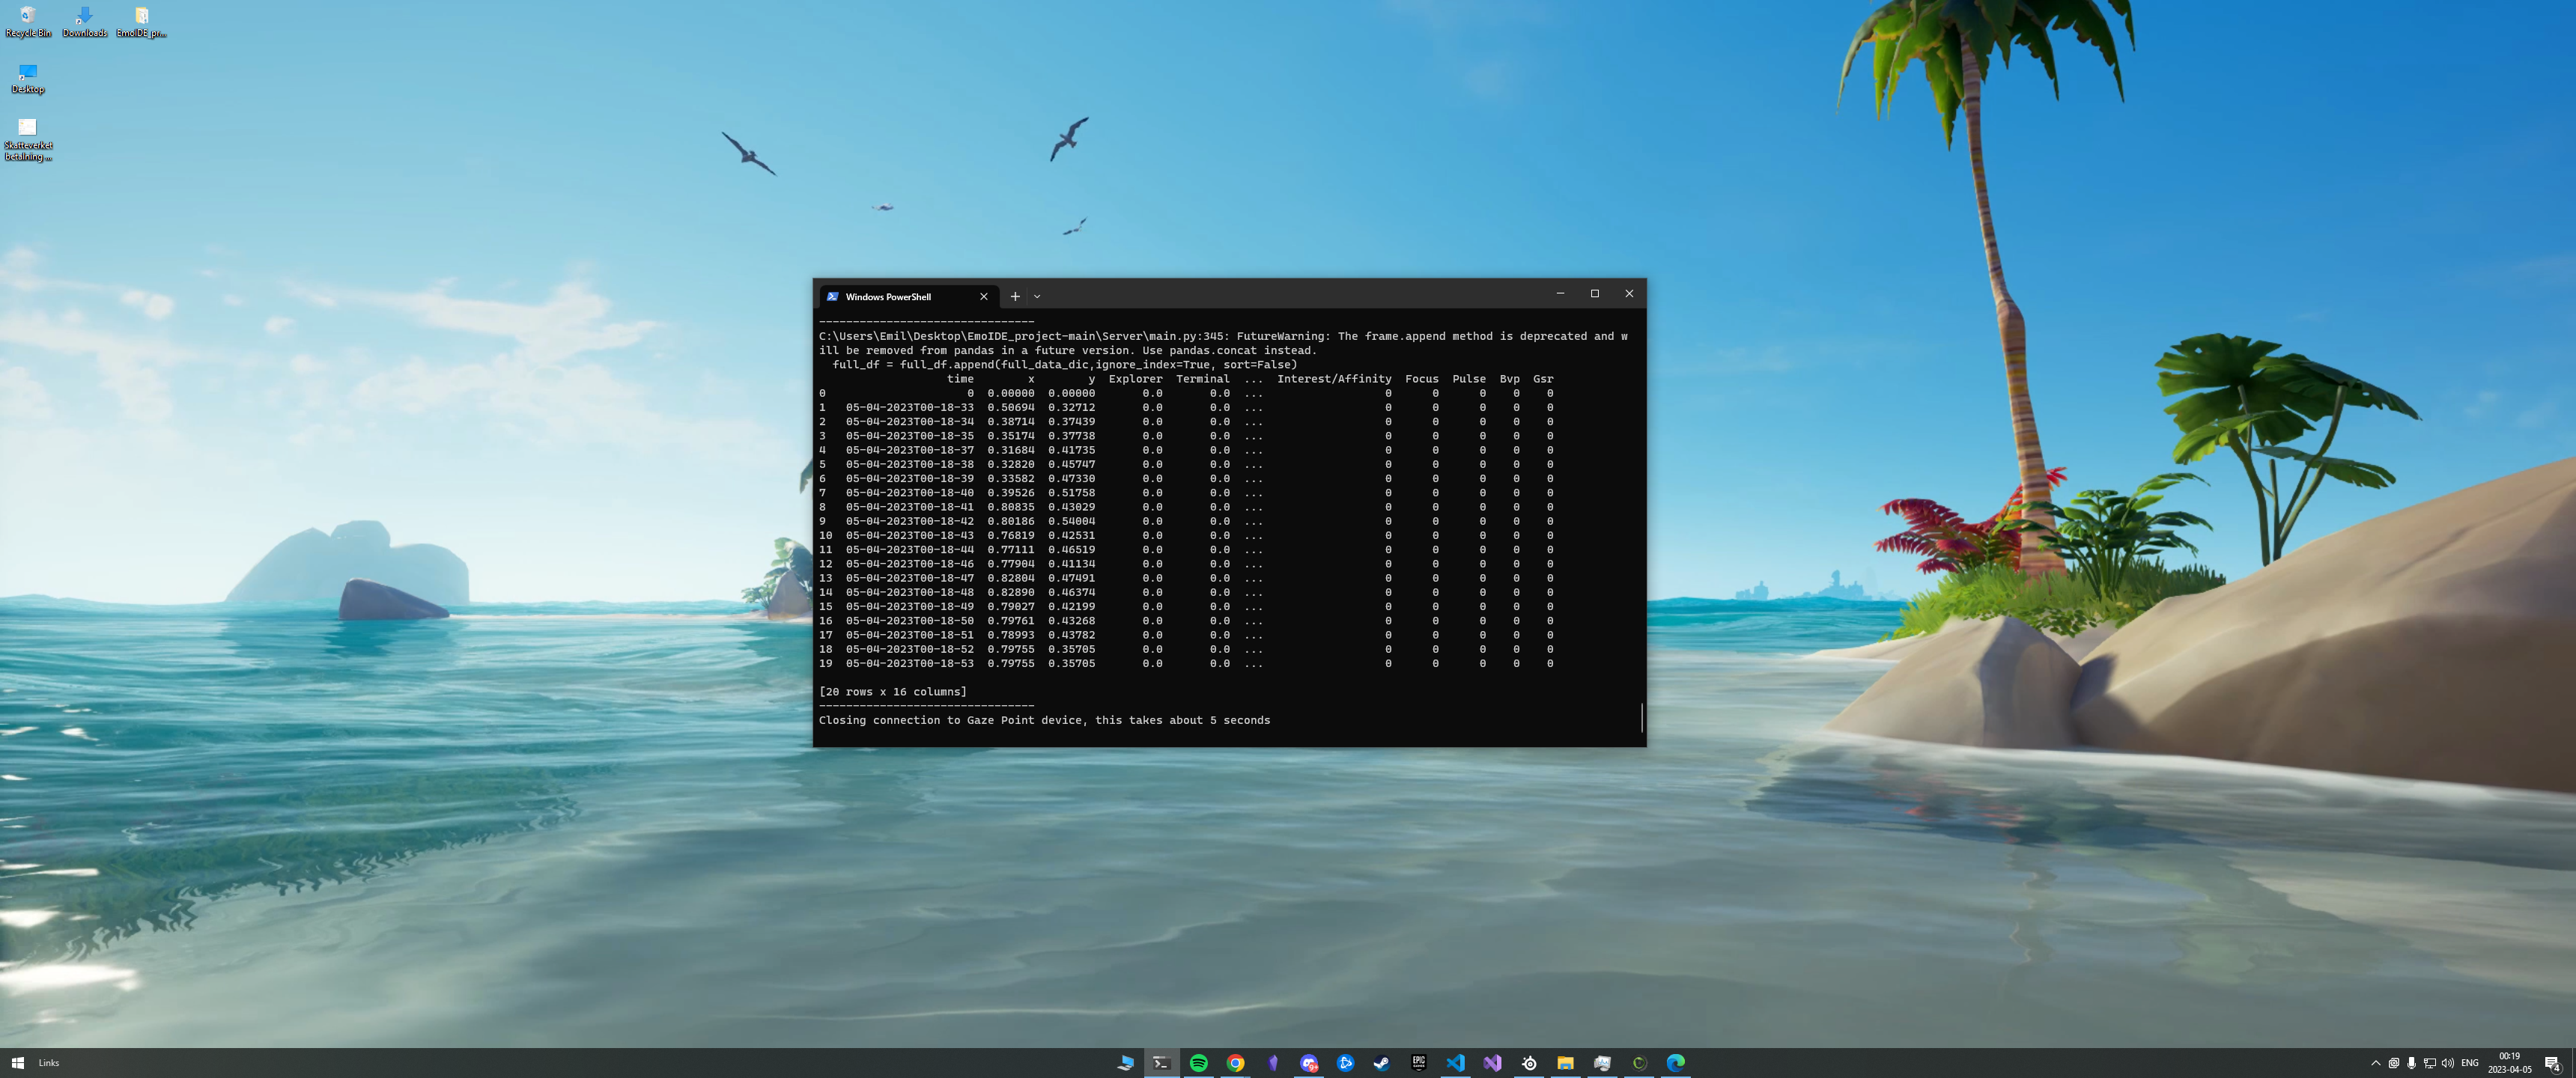 Recycle Bin
Downloads
EmoIDE_pr...
Desktop
Skatteverket
betalning ...
Windows PowerShell
--------------------------------
C:\Users\Emil\Desktop\EmoIDE_project-main\Server\main.py:345: FutureWarning: The frame.append method is deprecated and w
ill be removed from pandas in a future version. Use pandas.concat instead.
  full_df = full_df.append(full_data_dic,ignore_index=True, sort=False)
time x y Explorer Terminal ... Interest/Affinity Focus Pulse Bvp Gsr
0 0 0.00000 0.00000 0.0 0.0 ... 0 0 0 0 0
1 05-04-2023T00-18-33 0.50694 0.32712 0.0 0.0 ... 0 0 0 0 0
2 05-04-2023T00-18-34 0.38714 0.37439 0.0 0.0 ... 0 0 0 0 0
3 05-04-2023T00-18-35 0.35174 0.37738 0.0 0.0 ... 0 0 0 0 0
4 05-04-2023T00-18-37 0.31684 0.41735 0.0 0.0 ... 0 0 0 0 0
5 05-04-2023T00-18-38 0.32820 0.45747 0.0 0.0 ... 0 0 0 0 0
6 05-04-2023T00-18-39 0.33582 0.47330 0.0 0.0 ... 0 0 0 0 0
7 05-04-2023T00-18-40 0.39526 0.51758 0.0 0.0 ... 0 0 0 0 0
8 05-04-2023T00-18-41 0.80835 0.43029 0.0 0.0 ... 0 0 0 0 0
9 05-04-2023T00-18-42 0.80186 0.54004 0.0 0.0 ... 0 0 0 0 0
10 05-04-2023T00-18-43 0.76819 0.42531 0.0 0.0 ... 0 0 0 0 0
11 05-04-2023T00-18-44 0.77111 0.46519 0.0 0.0 ... 0 0 0 0 0
12 05-04-2023T00-18-46 0.77904 0.41134 0.0 0.0 ... 0 0 0 0 0
13 05-04-2023T00-18-47 0.82804 0.47491 0.0 0.0 ... 0 0 0 0 0
14 05-04-2023T00-18-48 0.82890 0.46374 0.0 0.0 ... 0 0 0 0 0
15 05-04-2023T00-18-49 0.79027 0.42199 0.0 0.0 ... 0 0 0 0 0
16 05-04-2023T00-18-50 0.79761 0.43268 0.0 0.0 ... 0 0 0 0 0
17 05-04-2023T00-18-51 0.78993 0.43782 0.0 0.0 ... 0 0 0 0 0
18 05-04-2023T00-18-52 0.79755 0.35705 0.0 0.0 ... 0 0 0 0 0
19 05-04-2023T00-18-53 0.79755 0.35705 0.0 0.0 ... 0 0 0 0 0
[20 rows x 16 columns]
--------------------------------
Closing connection to Gaze Point device, this takes about 5 seconds
Links
9+
EPIC
ENG
00:19
2023-04-05
4